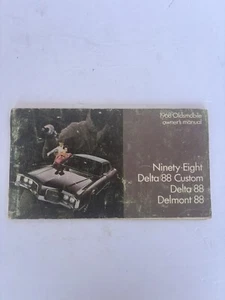 1968 Oldsmobile
owner's manual
Ninety-Eight
Delta 88 Custom
Delta 88
Delmont 88